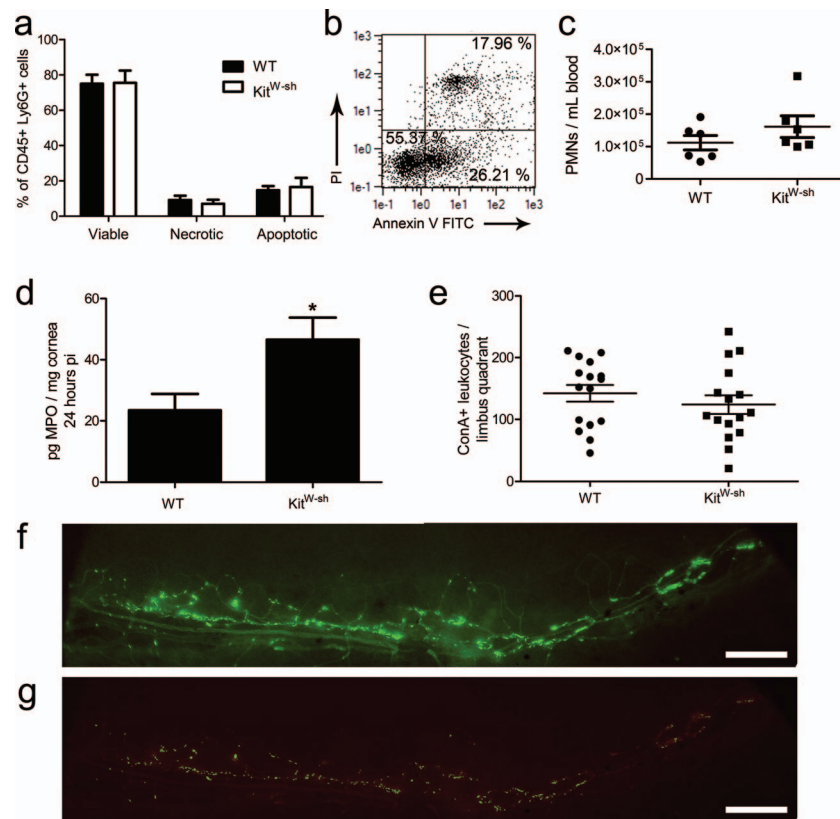 a
% of CD45+ Ly6G+ cells
100
80
60
40
20
0
WT
Kit^W-sh
Viable
Necrotic
Apoptotic
b
PI
1e3
1e2
1e1
1e0
1e-1
17.96 %
55.37 %
26.21 %
1e-1 1e0 1e1 1e2 1e3
Annexin V FITC
c
PMNs / mL blood
4.0×10^5
3.0×10^5
2.0×10^5
1.0×10^5
0
WT
Kit^W-sh
d
pg MPO / mg cornea
24 hours pi
60
40
20
0
*
WT
Kit^W-sh
e
ConA+ leukocytes /
limbus quadrant
300
200
100
0
WT
Kit^W-sh
f
g